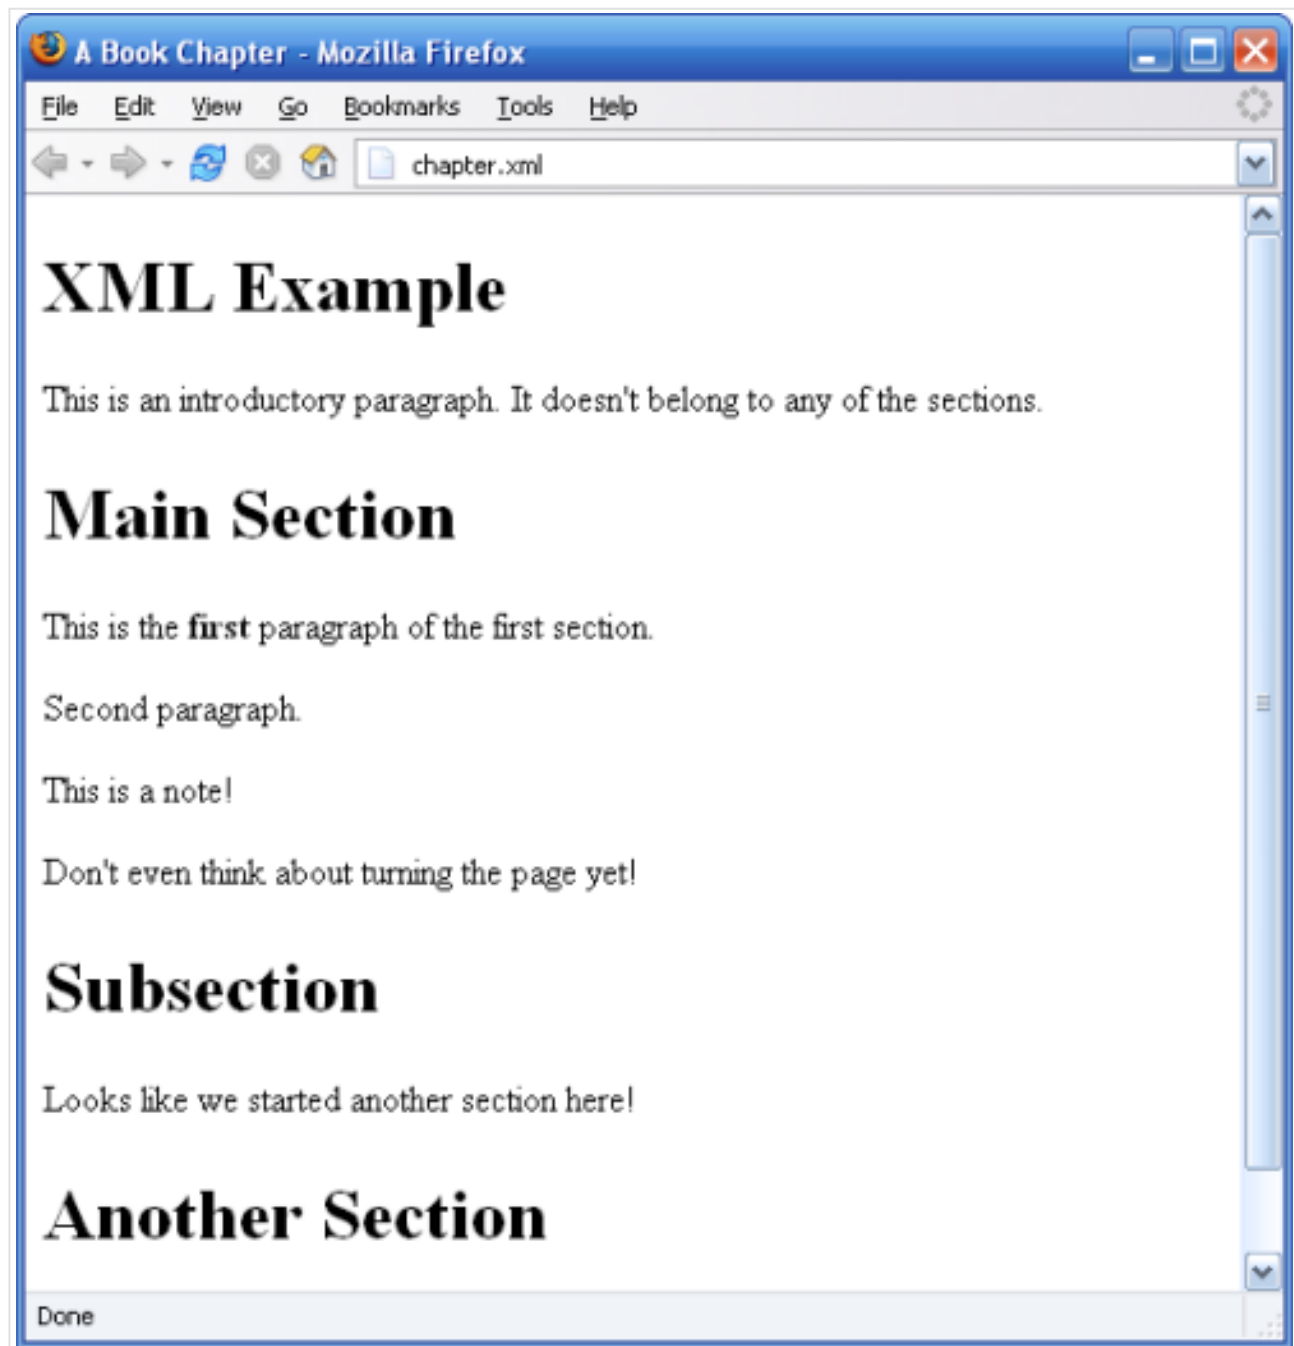 A Book Chapter - Mozilla Firefox
File Edit View Go Bookmarks Tools Help
chapter.xml
XML Example
This is an introductory paragraph. It doesn't belong to any of the sections.
Main Section
This is the first paragraph of the first section.
Second paragraph.
This is a note!
Don't even think about turning the page yet!
Subsection
Looks like we started another section here!
Another Section
Done